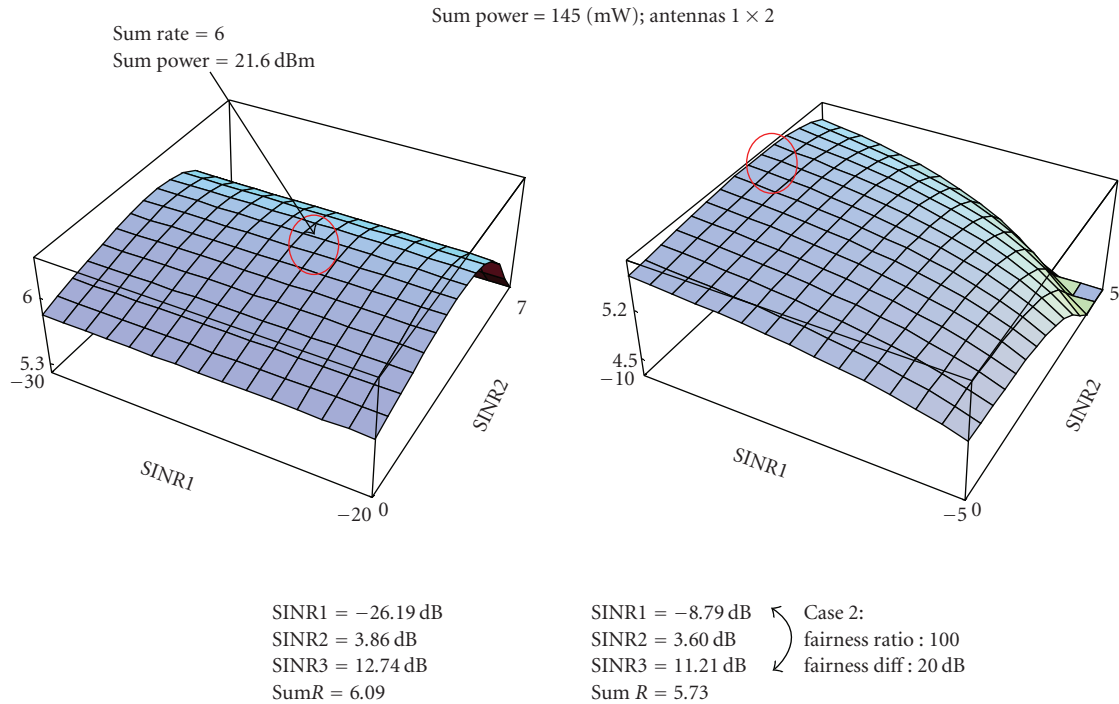 Sum power = 145 (mW); antennas 1 × 2
Sum rate = 6
Sum power = 21.6 dBm
6
5.3
−30
SINR1
−20
0
SINR2
7
5.2
4.5
−10
SINR1
−5
0
SINR2
5
SINR1 = −26.19 dB
SINR2 = 3.86 dB
SINR3 = 12.74 dB
SumR = 6.09
SINR1 = −8.79 dB
SINR2 = 3.60 dB
SINR3 = 11.21 dB
Sum R = 5.73
Case 2:
fairness ratio : 100
fairness diff : 20 dB